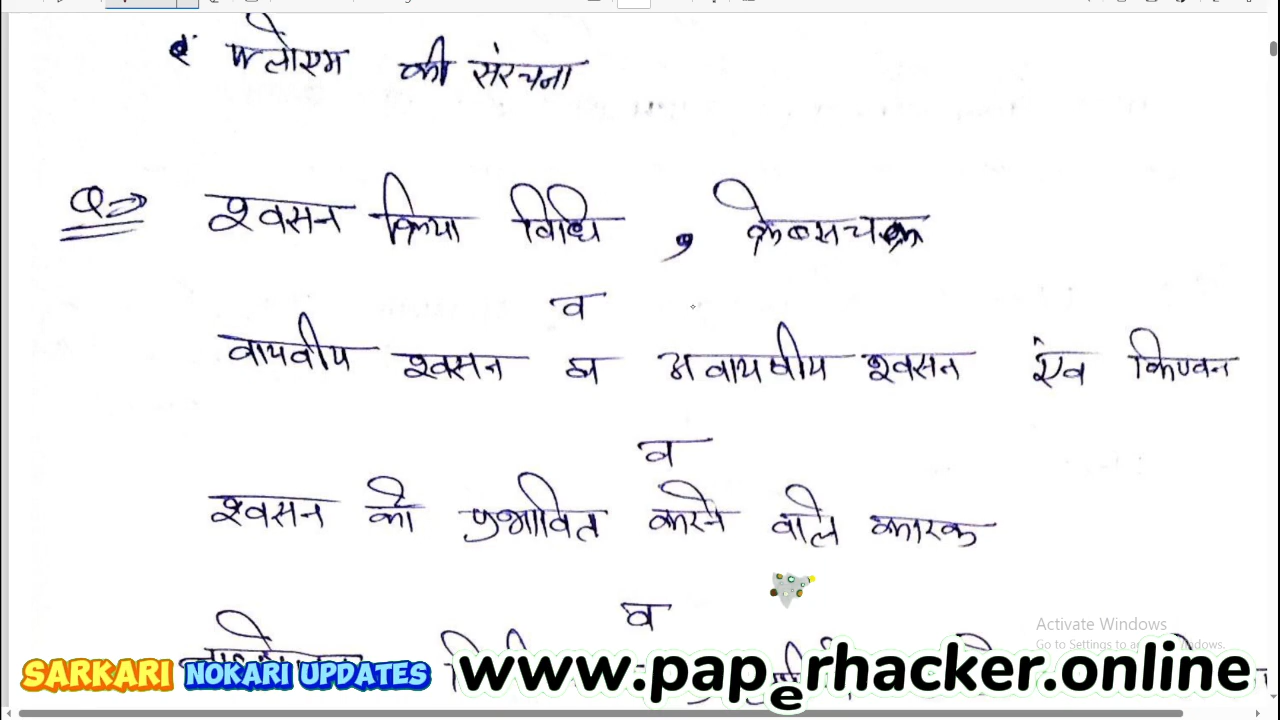 व फ्लोएम की संरचना
Q⇒ श्वसन क्रिया विधि , क्रेब्सचक्र
व
वायवीय श्वसन व अवायवीय श्वसन एंव किण्वन
व
श्वसन को प्रभावित करने वाले कारक
व
Activate Windows
Go to Settings to activate Windows.
SARKARI NOKARI UPDATES www.paperhacker.online